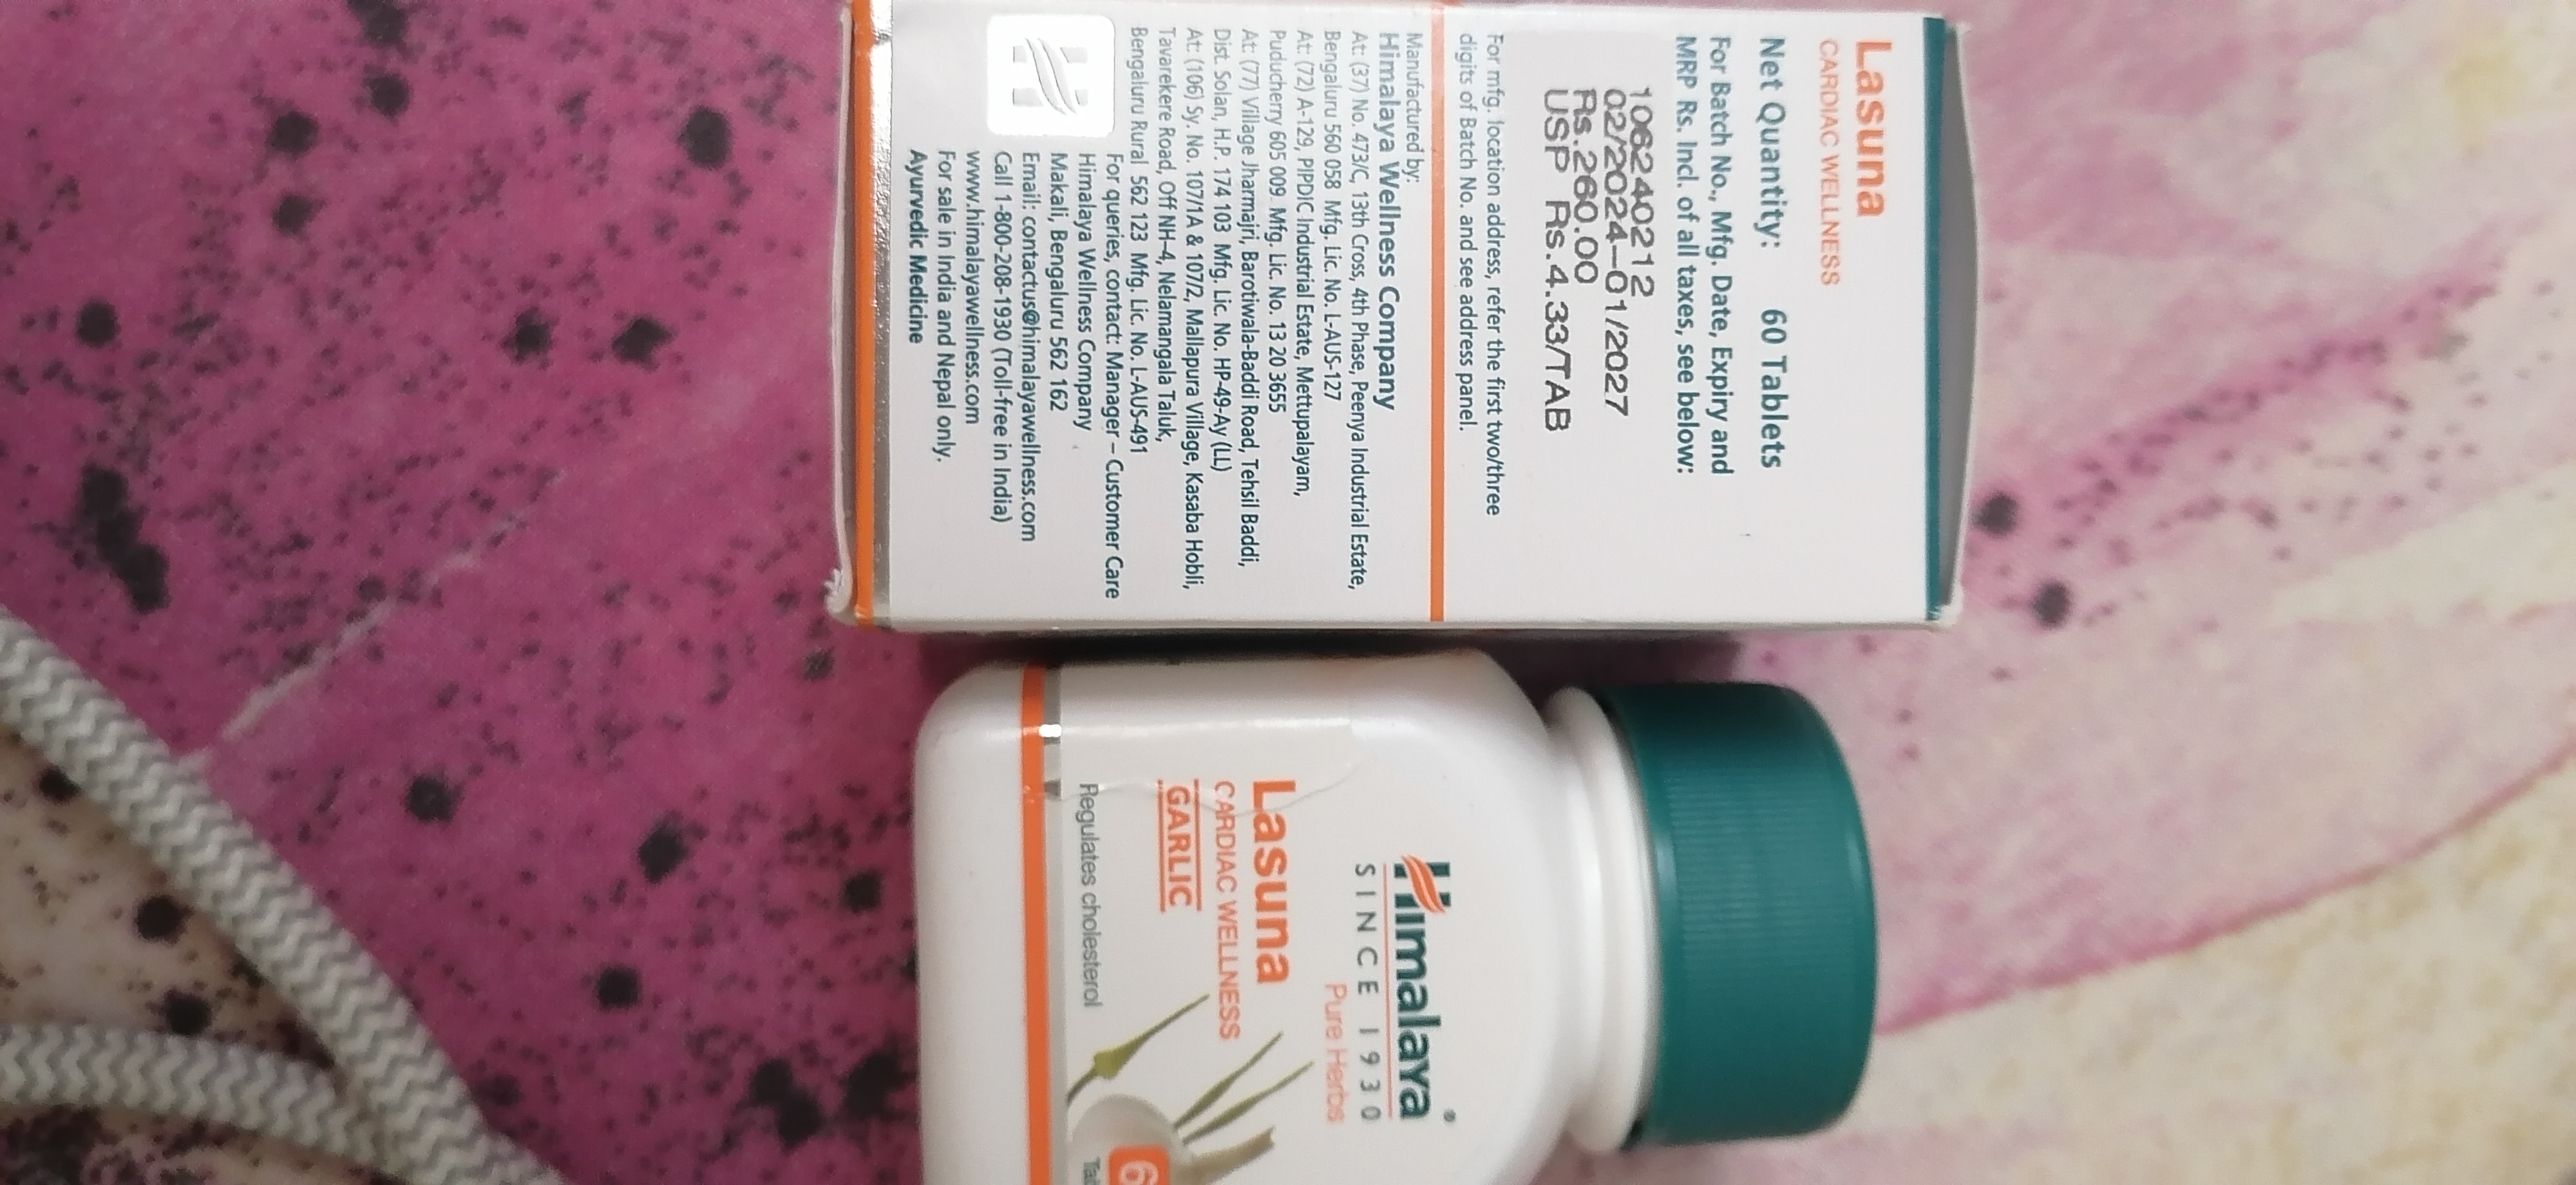 Lasuna
CARDIAC WELLNESS
Net Quantity: 60 Tablets
For Batch No., Mfg. Date, Expiry and
MRP Rs. Incl. of all taxes, see below:
106240212
02/2024-01/2027
Rs.260.00
USP Rs.4.33/TAB
For mfg. location address, refer the first two/three
digits of Batch No. and see address panel.
Manufactured by:
Himalaya Wellness Company
At: (37) No. 473/C, 13th Cross, 4th Phase, Peenya Industrial Estate,
Bengaluru 560 058 Mfg. Lic. No. L-AUS-127
At: (72) A-129, PIPDIC Industrial Estate, Mettupalayam,
Puducherry 605 009 Mfg. Lic. No. 13 20 3655
At: (77) Village Jharmajri, Barotiwala-Baddi Road, Tehsil Baddi,
Dist. Solan, H.P. 174 103 Mfg. Lic. No. HP-49-Ay (LL)
At: (106) Sy. No. 107/1A & 107/2, Mallapura Village, Kasaba Hobli,
Tavarekere Road, Off NH-4, Nelamangala Taluk,
Bengaluru Rural 562 123 Mfg. Lic. No. L-AUS-491
For queries, contact: Manager – Customer Care
Himalaya Wellness Company
Makali, Bengaluru 562 162
Email: contactus@himalayawellness.com
Call 1-800-208-1930 (Toll-free in India)
www.himalayawellness.com
For sale in India and Nepal only.
Ayurvedic Medicine
Himalaya®
SINCE 1930
Pure Herbs
Lasuna
CARDIAC WELLNESS
GARLIC
Regulates cholesterol
6